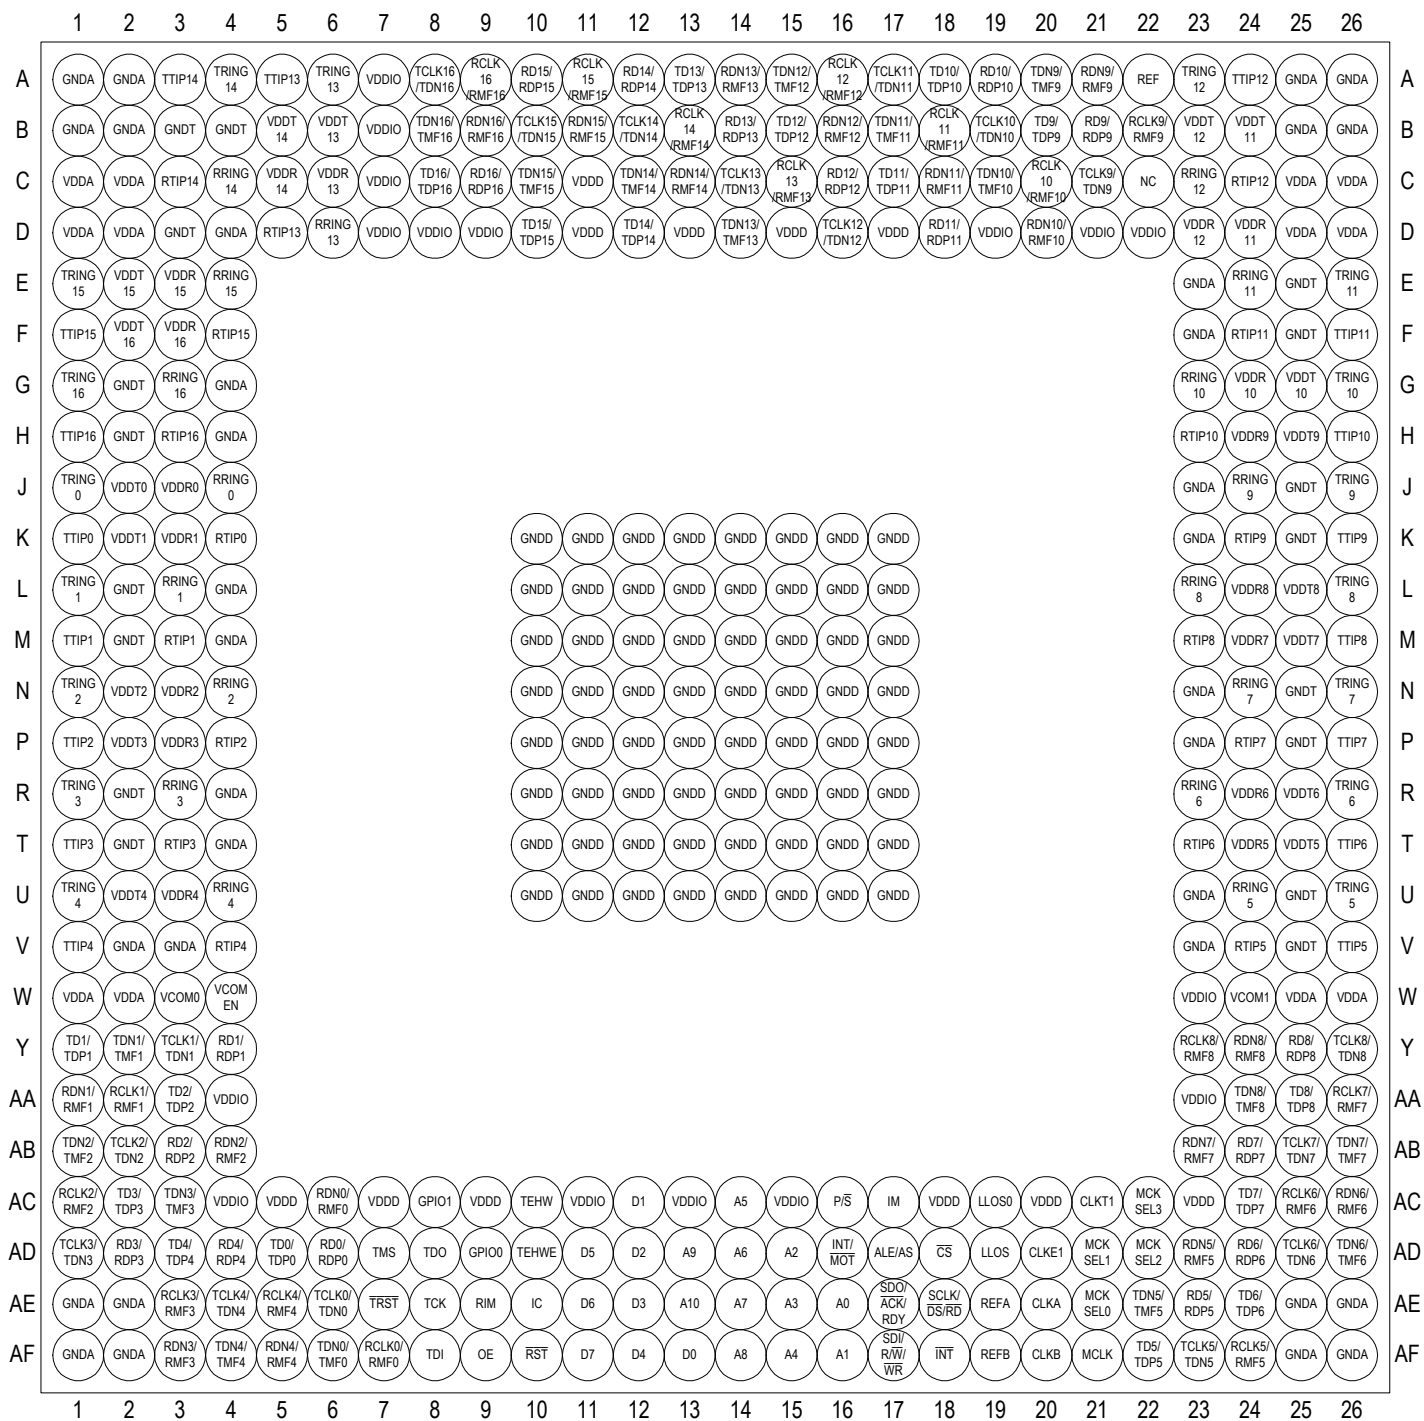 1 2 3 4 5 6 7 8 9 10 11 12 13 14 15 16 17 18 19 20 21 22 23 24 25 26
A GNDA GNDA TTIP14 TRING 14 TTIP13 TRING 13 VDDIO TCLK16 /TDN16 RCLK 16 /RMF16 RD15/ RDP15 RCLK 15 /RMF15 RD14/ RDP14 TD13/ TDP13 RDN13/ RMF13 TDN12/ TMF12 RCLK 12 /RMF12 TCLK11 /TDN11 TD10/ TDP10 RD10/ RDP10 TDN9/ TMF9 RDN9/ RMF9 REF TRING 12 TTIP12 GNDA GNDA A
B GNDA GNDA GNDT GNDT VDDT 14 VDDT 13 VDDIO TDN16/ TMF16 RDN16/ RMF16 TCLK15 /TDN15 RDN15/ RMF15 TCLK14 /TDN14 RCLK 14 /RMF14 RD13/ RDP13 TD12/ TDP12 RDN12/ RMF12 TDN11/ TMF11 RCLK 11 /RMF11 TCLK10 /TDN10 TD9/ TDP9 RD9/ RDP9 RCLK9/ RMF9 VDDT 12 VDDT 11 GNDA GNDA B
C VDDA VDDA RTIP14 RRING 14 VDDR 14 VDDR 13 VDDIO TD16/ TDP16 RD16/ RDP16 TDN15/ TMF15 VDDD TDN14/ TMF14 RDN14/ RMF14 TCLK13 /TDN13 RCLK 13 /RMF13 RD12/ RDP12 TD11/ TDP11 RDN11/ RMF11 TDN10/ TMF10 RCLK 10 /RMF10 TCLK9/ TDN9 NC RRING 12 RTIP12 VDDA VDDA C
D VDDA VDDA GNDT GNDA RTIP13 RRING 13 VDDIO VDDIO VDDIO TD15/ TDP15 VDDD TD14/ TDP14 VDDD TDN13/ TMF13 VDDD TCLK12 /TDN12 VDDD RD11/ RDP11 VDDIO RDN10/ RMF10 VDDIO VDDIO VDDR 12 VDDR 11 VDDA VDDA D
E TRING 15 VDDT 15 VDDR 15 RRING 15 GNDA RRING 11 GNDT TRING 11 E
F TTIP15 VDDT 16 VDDR 16 RTIP15 GNDA RTIP11 GNDT TTIP11 F
G TRING 16 GNDT RRING 16 GNDA RRING 10 VDDR 10 VDDT 10 TRING 10 G
H TTIP16 GNDT RTIP16 GNDA RTIP10 VDDR9 VDDT9 TTIP10 H
J TRING 0 VDDT0 VDDR0 RRING 0 GNDA RRING 9 GNDT TRING 9 J
K TTIP0 VDDT1 VDDR1 RTIP0 GNDD GNDD GNDD GNDD GNDD GNDD GNDD GNDD GNDA RTIP9 GNDT TTIP9 K
L TRING 1 GNDT RRING 1 GNDA GNDD GNDD GNDD GNDD GNDD GNDD GNDD GNDD RRING 8 VDDR8 VDDT8 TRING 8 L
M TTIP1 GNDT RTIP1 GNDA GNDD GNDD GNDD GNDD GNDD GNDD GNDD GNDD RTIP8 VDDR7 VDDT7 TTIP8 M
N TRING 2 VDDT2 VDDR2 RRING 2 GNDD GNDD GNDD GNDD GNDD GNDD GNDD GNDD GNDA RRING 7 GNDT TRING 7 N
P TTIP2 VDDT3 VDDR3 RTIP2 GNDD GNDD GNDD GNDD GNDD GNDD GNDD GNDD GNDA RTIP7 GNDT TTIP7 P
R TRING 3 GNDT RRING 3 GNDA GNDD GNDD GNDD GNDD GNDD GNDD GNDD GNDD RRING 6 VDDR6 VDDT6 TRING 6 R
T TTIP3 GNDT RTIP3 GNDA GNDD GNDD GNDD GNDD GNDD GNDD GNDD GNDD RTIP6 VDDR5 VDDT5 TTIP6 T
U TRING 4 VDDT4 VDDR4 RRING 4 GNDD GNDD GNDD GNDD GNDD GNDD GNDD GNDD GNDA RRING 5 GNDT TRING 5 U
V TTIP4 GNDA GNDA RTIP4 GNDA RTIP5 GNDT TTIP5 V
W VDDA VDDA VCOM0 VCOM EN VDDIO VCOM1 VDDA VDDA W
Y TD1/ TDP1 TDN1/ TMF1 TCLK1/ TDN1 RD1/ RDP1 RCLK8/ RMF8 RDN8/ RMF8 RD8/ RDP8 TCLK8/ TDN8 Y
AA RDN1/ RMF1 RCLK1/ RMF1 TD2/ TDP2 VDDIO VDDIO TDN8/ TMF8 TD8/ TDP8 RCLK7/ RMF7 AA
AB TDN2/ TMF2 TCLK2/ TDN2 RD2/ RDP2 RDN2/ RMF2 RDN7/ RMF7 RD7/ RDP7 TCLK7/ TDN7 TDN7/ TMF7 AB
AC RCLK2/ RMF2 TD3/ TDP3 TDN3/ TMF3 VDDIO VDDD RDN0/ RMF0 VDDD GPIO1 VDDD TEHW VDDIO D1 VDDIO A5 VDDIO P/S̅ IM VDDD LLOS0 VDDD CLKT1 MCK SEL3 VDDD TD7/ TDP7 RCLK6/ RMF6 RDN6/ RMF6 AC
AD TCLK3/ TDN3 RD3/ RDP3 TD4/ TDP4 RD4/ RDP4 TD0/ TDP0 RD0/ RDP0 TMS TDO GPIO0 TEHWE D5 D2 A9 A6 A2 INT/ M̅O̅T̅ ALE/AS C̅S̅ LLOS CLKE1 MCK SEL1 MCK SEL2 RDN5/ RMF5 RD6/ RDP6 TCLK6/ TDN6 TDN6/ TMF6 AD
AE GNDA GNDA RCLK3/ RMF3 TCLK4/ TDN4 RCLK4/ RMF4 TCLK0/ TDN0 T̅R̅S̅T̅ TCK RIM IC D6 D3 A10 A7 A3 A0 SDO/ A̅C̅K̅/ RDY SCLK/ D̅S̅/R̅D̅ REFA CLKA MCK SEL0 TDN5/ TMF5 RD5/ RDP5 TD6/ TDP6 GNDA GNDA AE
AF GNDA GNDA RDN3/ RMF3 TDN4/ TMF4 RDN4/ RMF4 TDN0/ TMF0 RCLK0/ RMF0 TDI OE R̅S̅T̅ D7 D4 D0 A8 A4 A1 SDI/ R/W̅/ W̅R̅ I̅N̅T̅ REFB CLKB MCLK TD5/ TDP5 TCLK5/ TDN5 RCLK5/ RMF5 GNDA GNDA AF
1 2 3 4 5 6 7 8 9 10 11 12 13 14 15 16 17 18 19 20 21 22 23 24 25 26